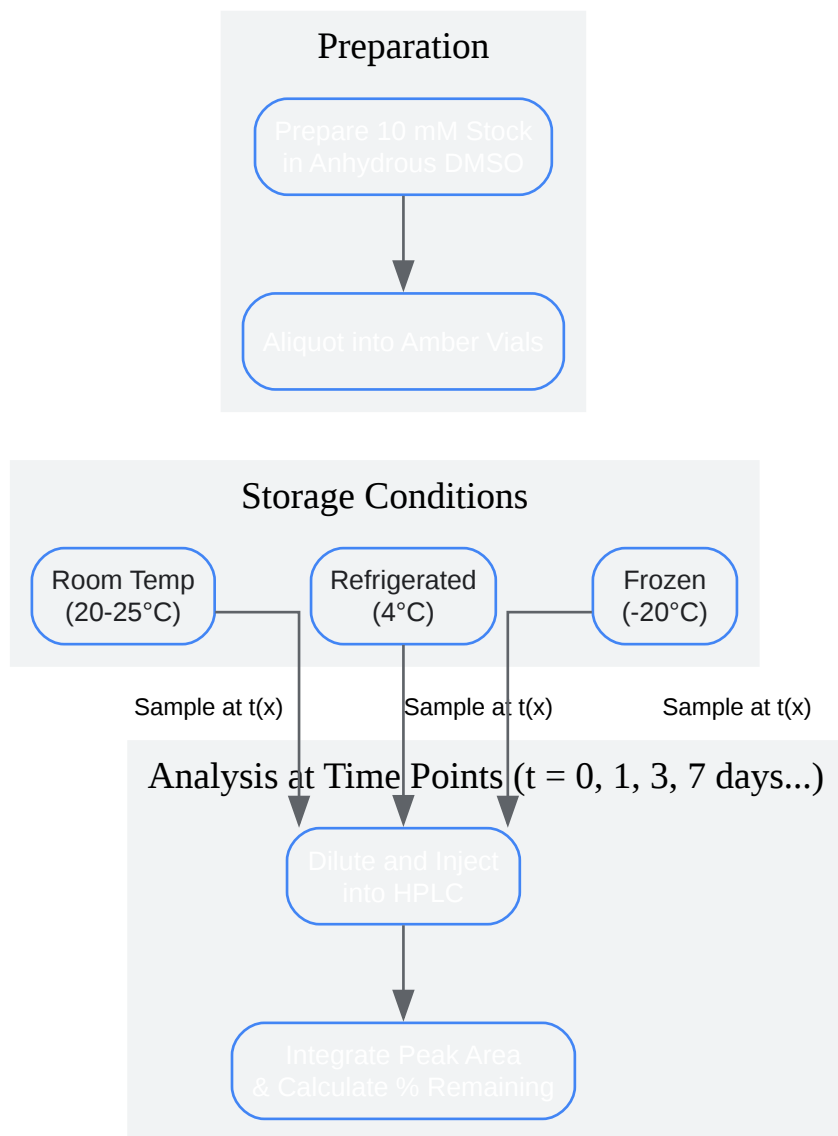 Preparation
Prepare 10 mM Stock
in Anhydrous DMSO
Aliquot into Amber Vials
Storage Conditions
Room Temp
(20-25°C)
Refrigerated
(4°C)
Frozen
(-20°C)
Sample at t(x)
Sample at t(x)
Sample at t(x)
Analysis at Time Points (t = 0, 1, 3, 7 days...)
Dilute and Inject
into HPLC
Integrate Peak Area
& Calculate % Remaining